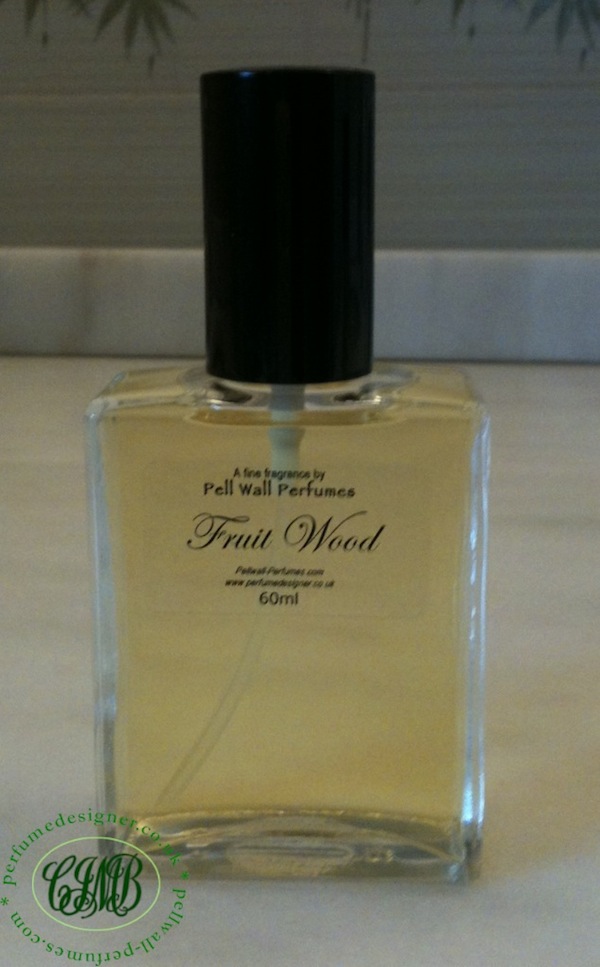 A fine fragrance by
Pell Wall Perfumes
Fruit Wood
Pellwall-Perfumes.com
www.perfumedesigner.co.uk
60ml
* perfumedesigner.co.uk * pellwall-perfumes.com
CJMB